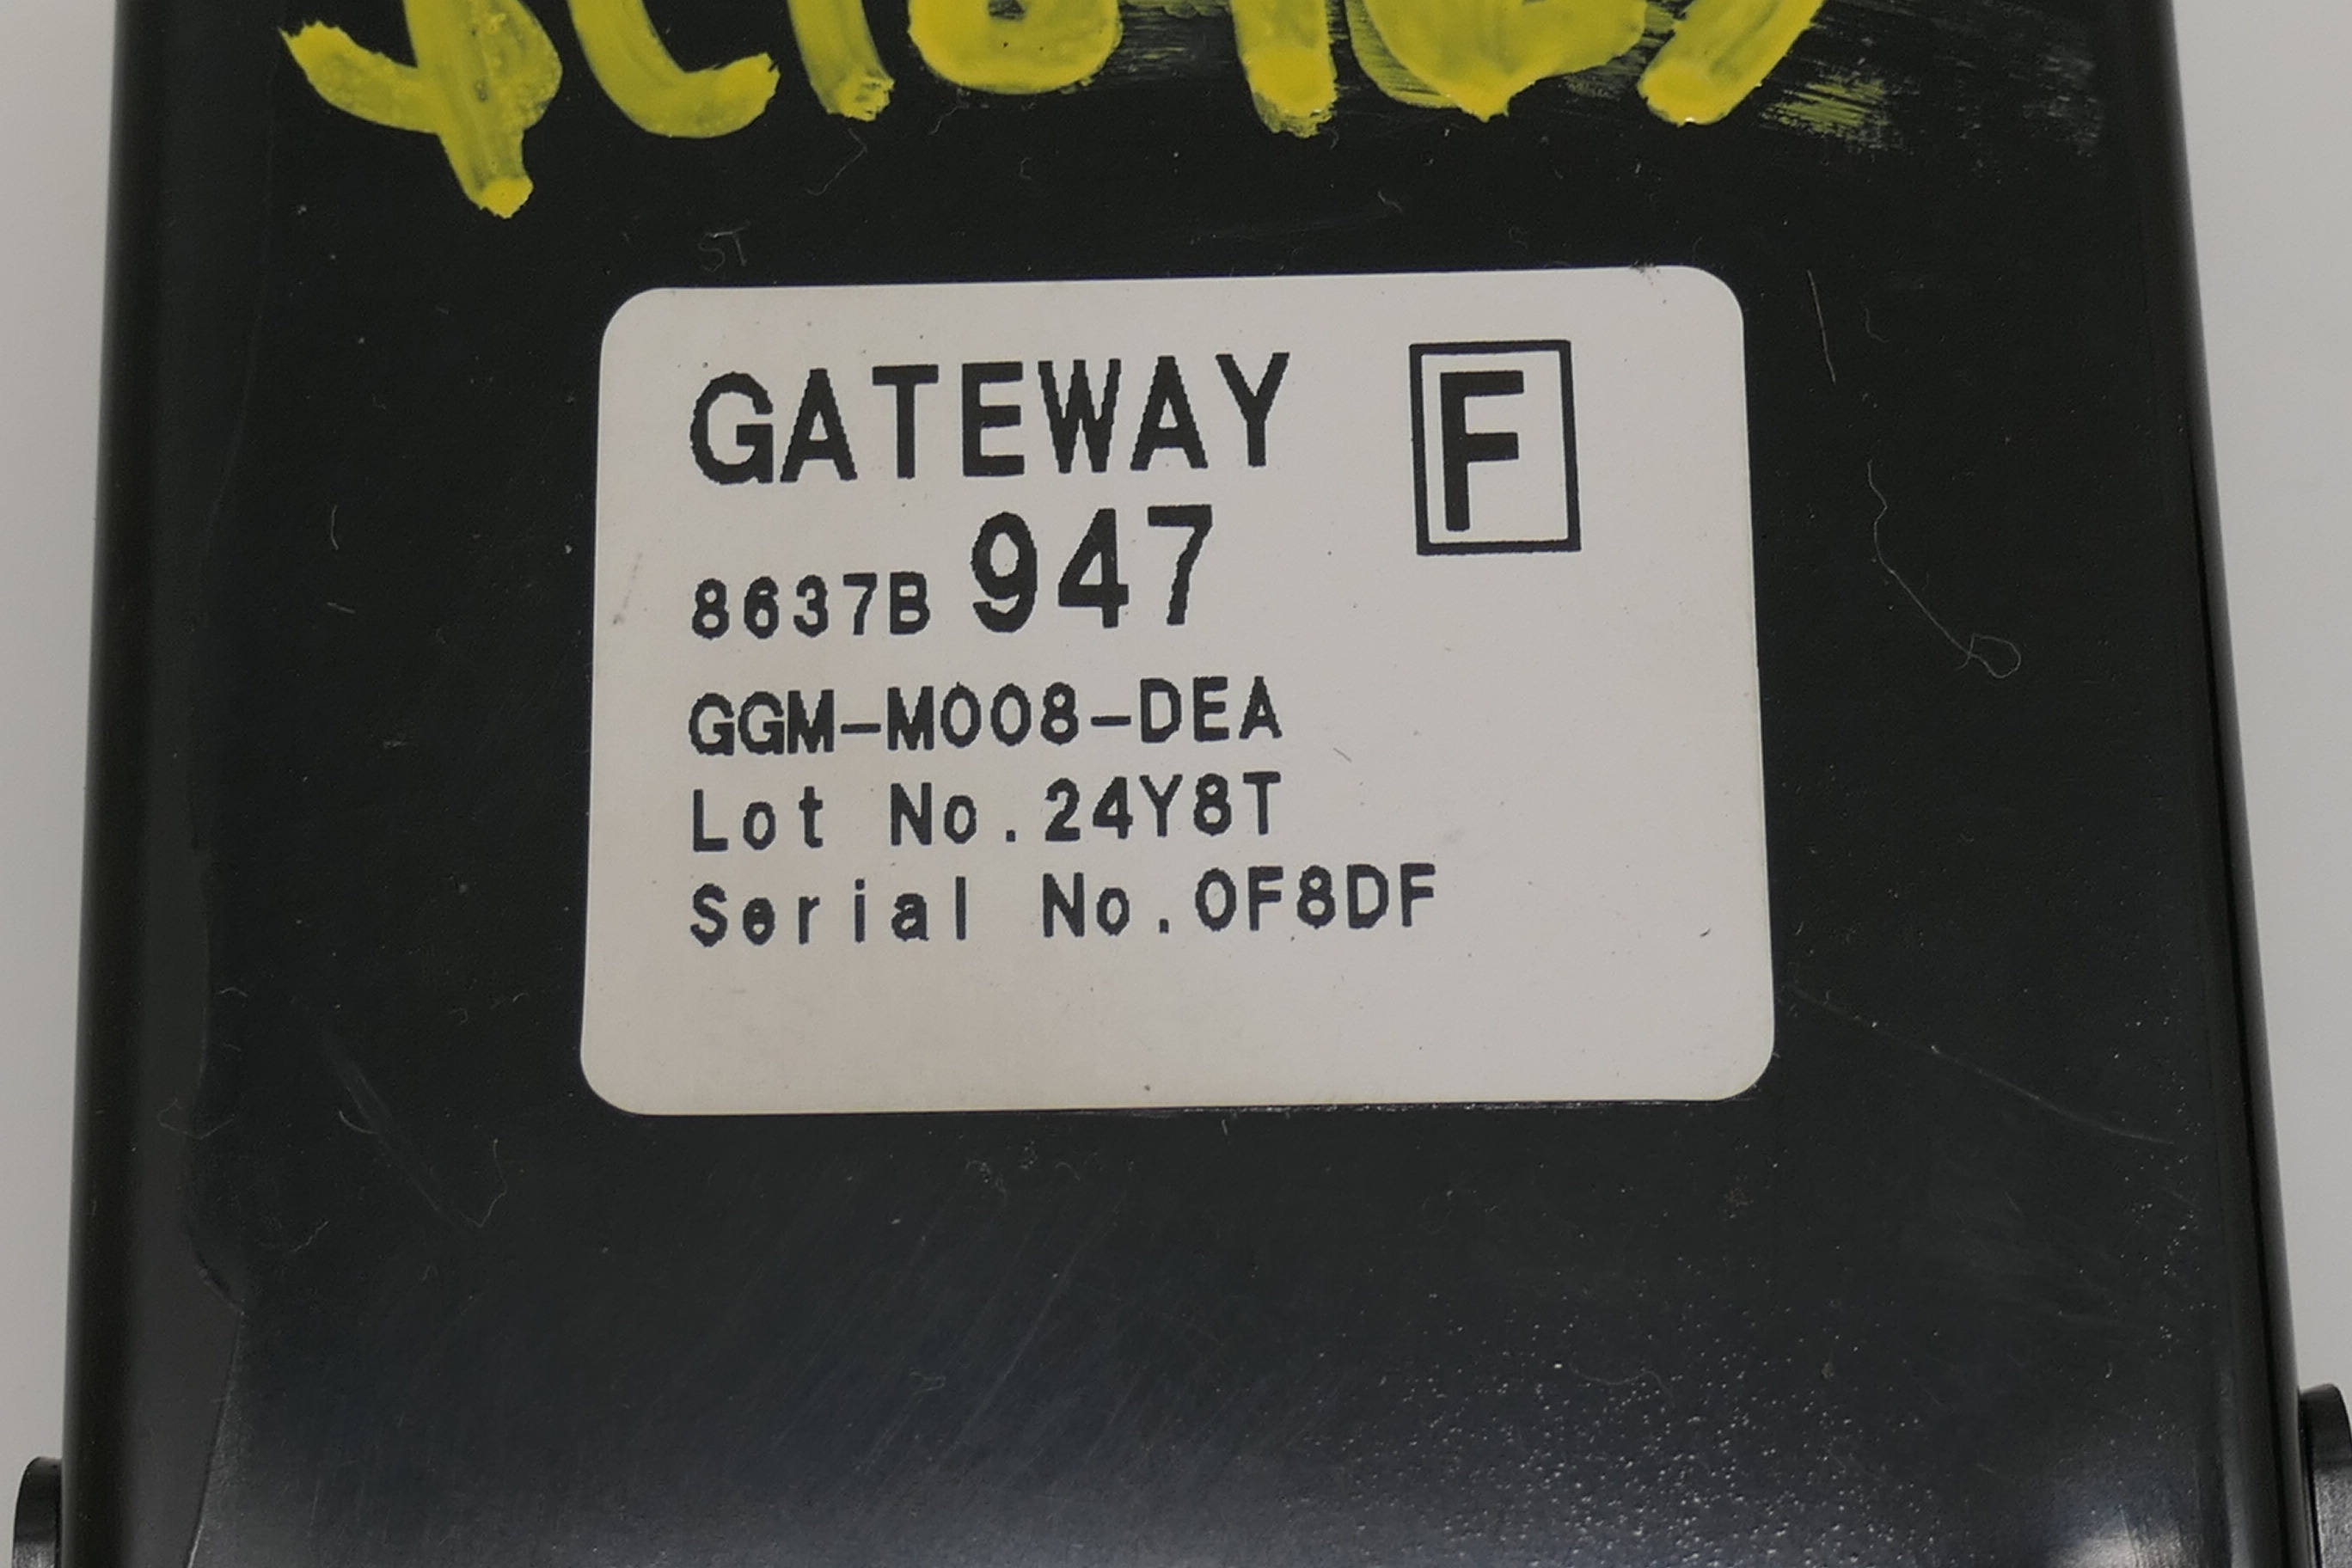 GATEWAY F
8637B 947
GGM-M008-DEA
Lot No.24Y8T
Serial No.0F8DF